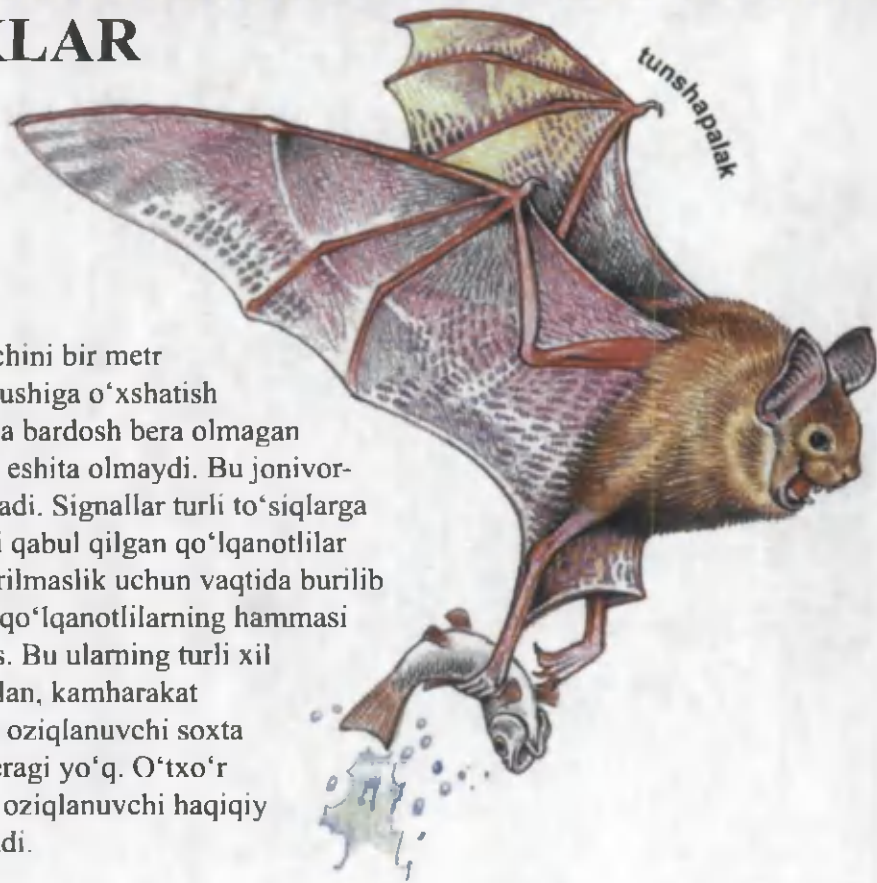 KLAR
tunshapalak
chini bir metr
ushiga o‘xshatish
a bardosh bera olmagan
eshita olmaydi. Bu jonivor-
adi. Signallar turli to‘siqlarga
i qabul qilgan qo‘lqanotlilar
rilmaslik uchun vaqtida burilib
qo‘lqanotlilarning hammasi
s. Bu ularning turli xil
lan, kamharakat
oziqlanuvchi soxta
eragi yo‘q. O‘txo‘r
oziqlanuvchi haqiqiy
di.